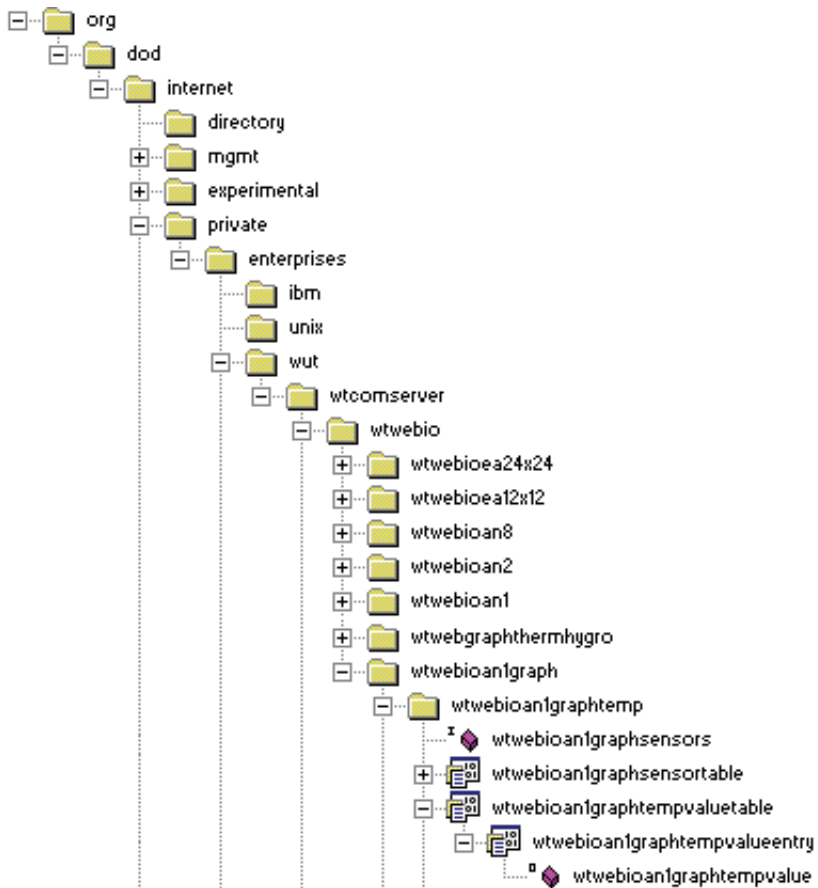 org
dod
internet
directory
mgmt
experimental
private
enterprises
ibm
unix
wut
wtcomserver
wtwebio
wtwebioea24x24
wtwebioea12x12
wtwebioan8
wtwebioan2
wtwebioan1
wtwebgraphthermhygro
wtwebioan1graph
wtwebioan1graphtemp
wtwebioan1graphsensors
wtwebioan1graphsensortable
wtwebioan1graphtempvaluetable
wtwebioan1graphtempvalueentry
wtwebioan1graphtempvalue